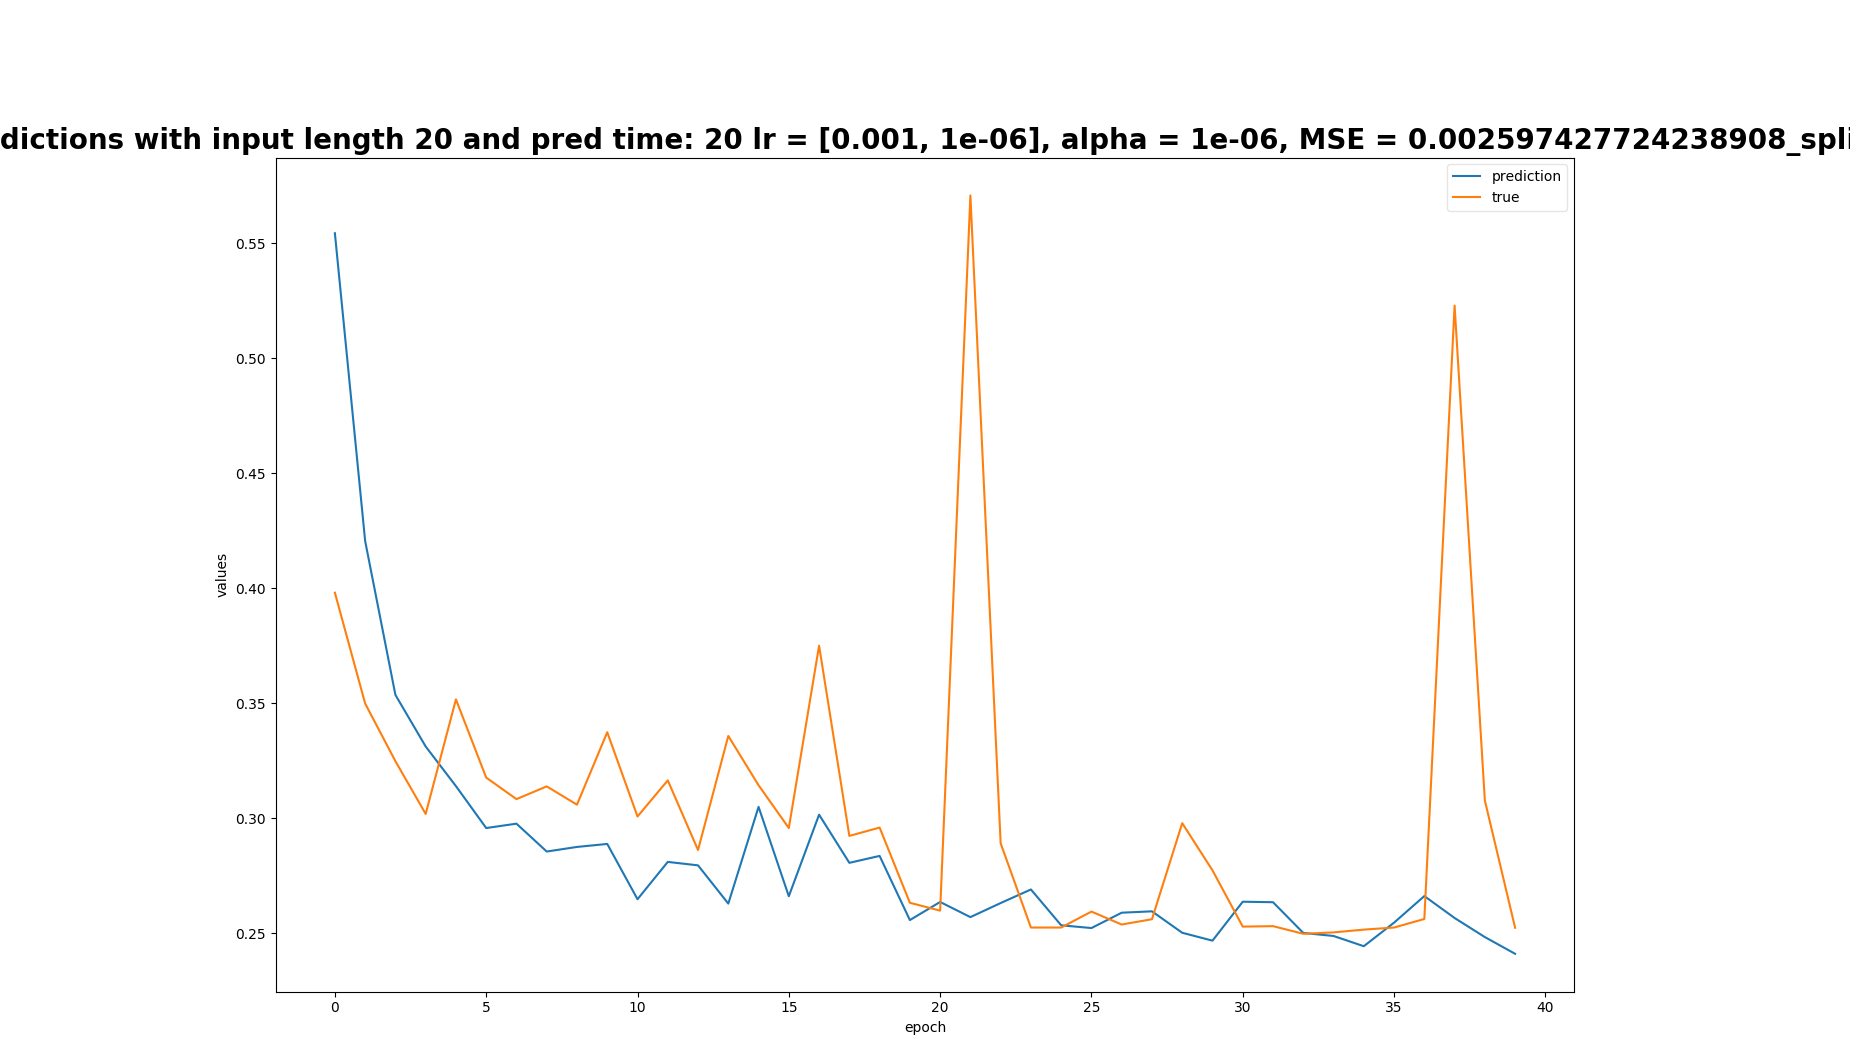 dictions with input length 20 and pred time: 20 lr = [0.001, 1e-06], alpha = 1e-06, MSE = 0.002597427724238908_spli
prediction
true
0.55
0.50
0.45
0.40
0.35
0.30
0.25
values
0 5 10 15 20 25 30 35 40
epoch